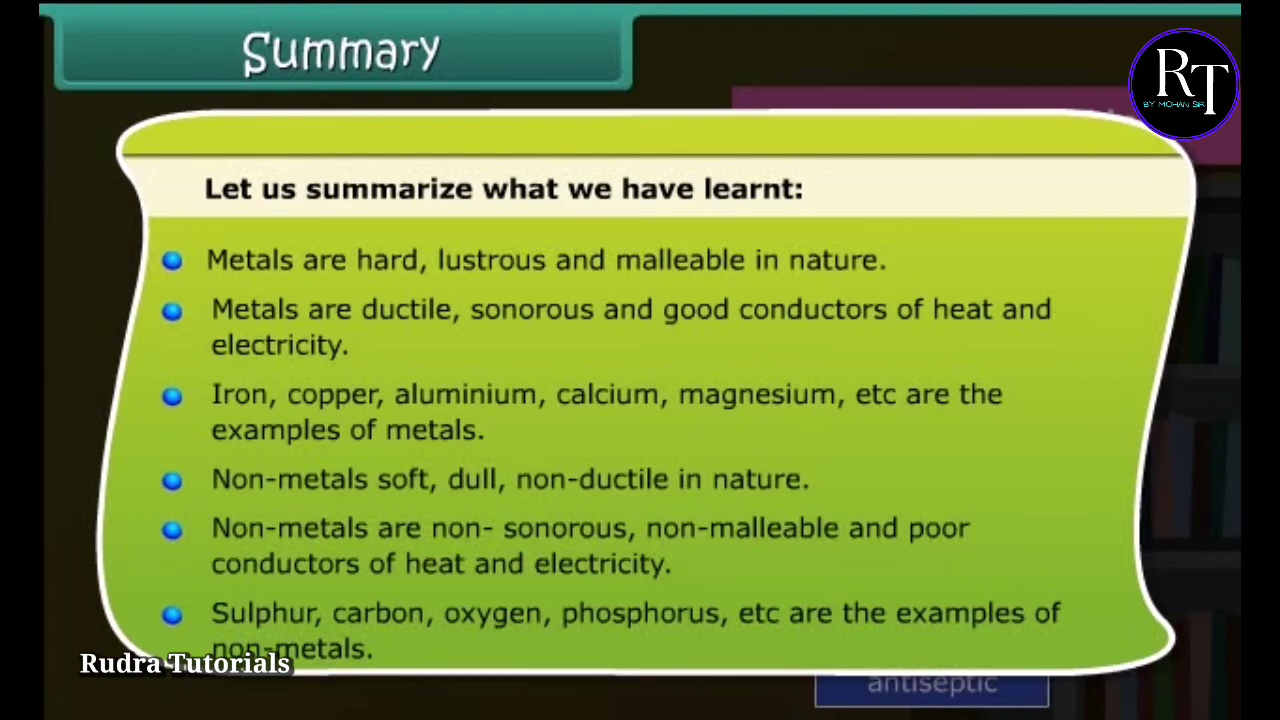 Summary
RT
BY MOHAN SIR
Let us summarize what we have learnt:
Metals are hard, lustrous and malleable in nature.
Metals are ductile, sonorous and good conductors of heat and
electricity.
Iron, copper, aluminium, calcium, magnesium, etc are the
examples of metals.
Non-metals soft, dull, non-ductile in nature.
Non-metals are non- sonorous, non-malleable and poor
conductors of heat and electricity.
Sulphur, carbon, oxygen, phosphorus, etc are the examples of
non-metals.
Rudra Tutorials
antiseptic